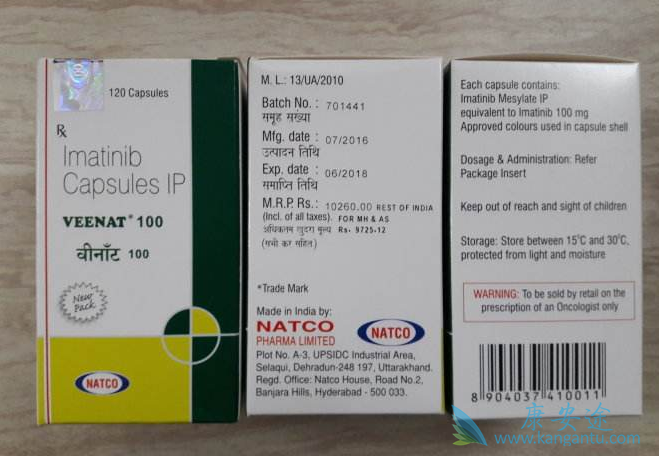 120 Capsules
Rx
Imatinib
Capsules IP
VEENAT* 100
वीनॉट 100
New
Pack
NATCO
M. L.: 13/UA/2010
Batch No. : 701441
समूह संख्या
Mfg. date : 07/2016
उत्पादन तिथि
Exp. date : 06/2018
समाप्ति तिथि
M.R.P. Rs.: 10260.00 REST OF INDIA
(Incl. of all taxes). FOR MH & AS
अधिकतम खुदरा मूल्य Rs- 9725-12
(सभी कर सहित)
*Trade Mark
Made in India by:
NATCO
PHARMA LIMITED
NATCO
Plot No. A-3, UPSIDC Industrial Area,
Selaqui, Dehradun-248 197, Uttarakhand.
Regd. Office: Natco House, Road No.2,
Banjara Hills, Hyderabad - 500 033.
Each capsule contains:
Imatinib Mesylate IP
equivalent to Imatinib 100 mg
Approved colours used in capsule shell
Dosage & Administration: Refer
Package Insert
Keep out of reach and sight of children
Storage: Store between 15°C and 30°C,
protected from light and moisture
WARNING: To be sold by retail on the
prescription of an Oncologist only
8 904037 410011
康安途
www.kangantu.com